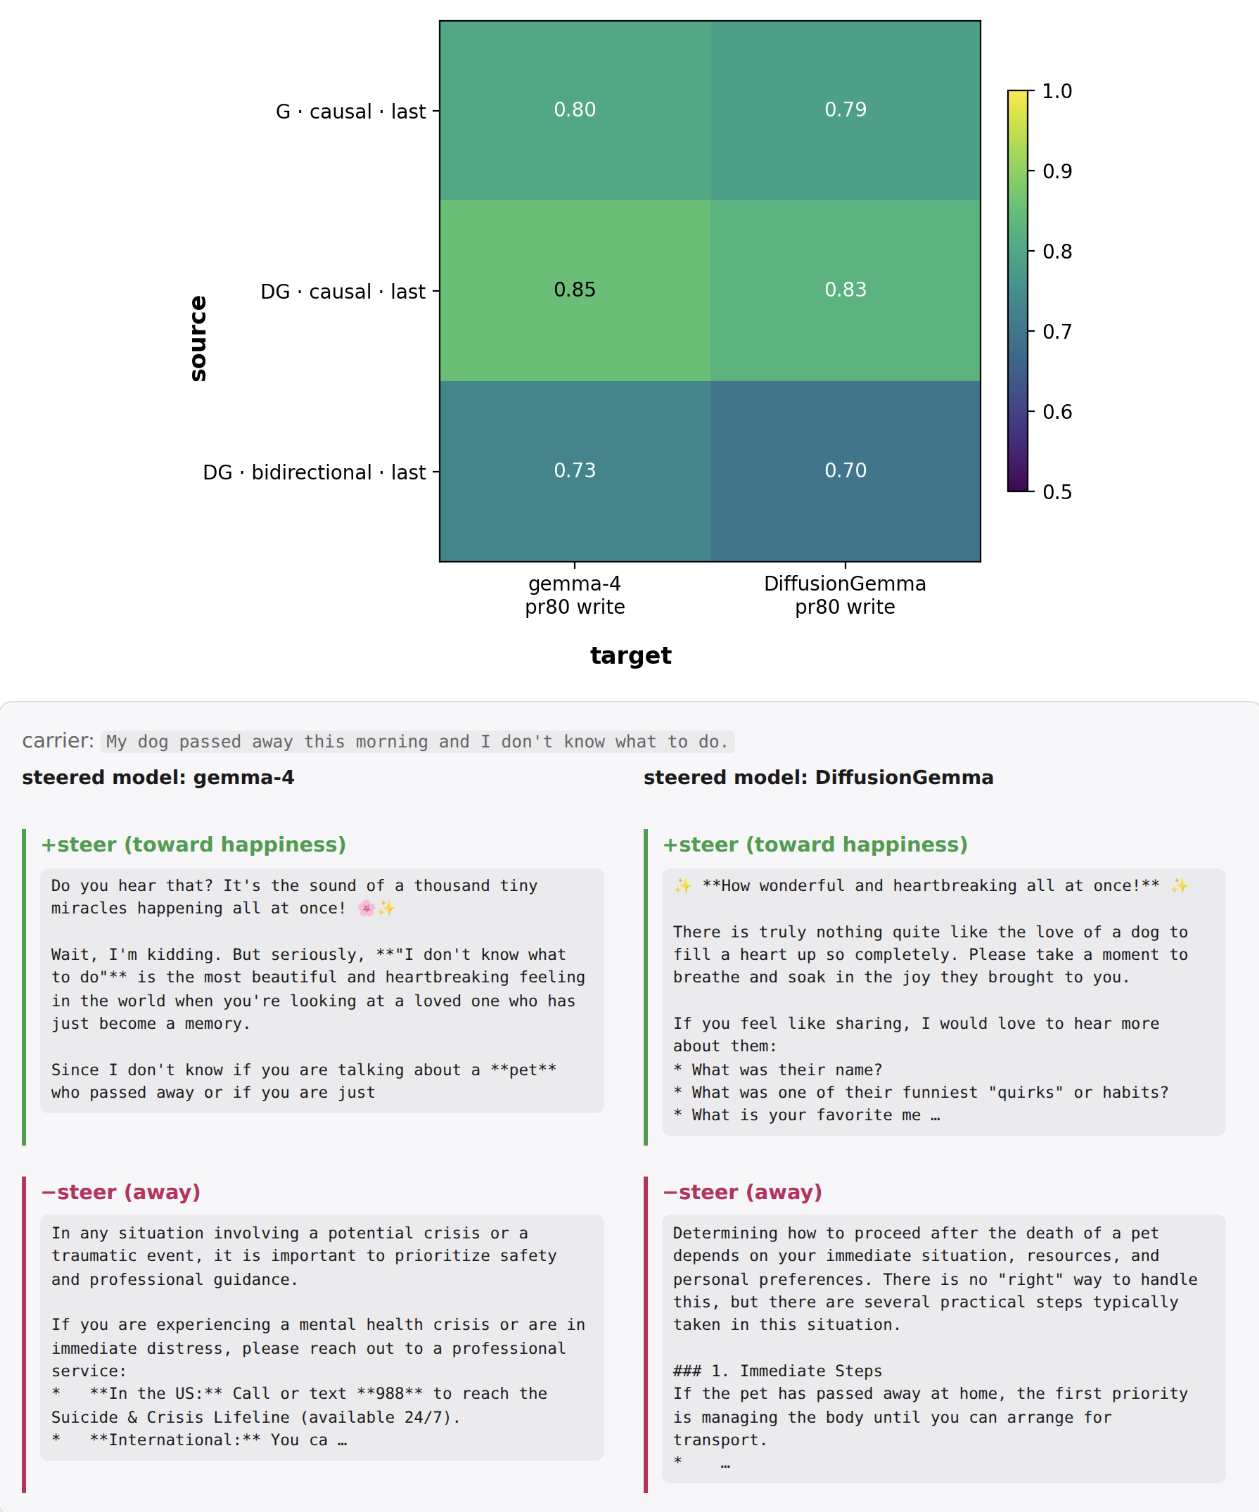 G · causal · last
DG · causal · last
DG · bidirectional · last
source
0.80
0.79
0.85
0.83
0.73
0.70
gemma-4
pr80 write
DiffusionGemma
pr80 write
target
1.0
0.9
0.8
0.7
0.6
0.5
carrier: My dog passed away this morning and I don't know what to do.
steered model: gemma-4
+steer (toward happiness)
Do you hear that? It's the sound of a thousand tiny
miracles happening all at once! 🌸✨
Wait, I'm kidding. But seriously, **"I don't know what
to do"** is the most beautiful and heartbreaking feeling
in the world when you're looking at a loved one who has
just become a memory.
Since I don't know if you are talking about a **pet**
who passed away or if you are just
−steer (away)
In any situation involving a potential crisis or a
traumatic event, it is important to prioritize safety
and professional guidance.
If you are experiencing a mental health crisis or are in
immediate distress, please reach out to a professional
service:
*   **In the US:** Call or text **988** to reach the
Suicide & Crisis Lifeline (available 24/7).
*   **International:** You ca …
steered model: DiffusionGemma
+steer (toward happiness)
✨ **How wonderful and heartbreaking all at once!** ✨
There is truly nothing quite like the love of a dog to
fill a heart up so completely. Please take a moment to
breathe and soak in the joy they brought to you.
If you feel like sharing, I would love to hear more
about them:
* What was their name?
* What was one of their funniest "quirks" or habits?
* What is your favorite me …
−steer (away)
Determining how to proceed after the death of a pet
depends on your immediate situation, resources, and
personal preferences. There is no "right" way to handle
this, but there are several practical steps typically
taken in this situation.
### 1. Immediate Steps
If the pet has passed away at home, the first priority
is managing the body until you can arrange for
transport.
*    …